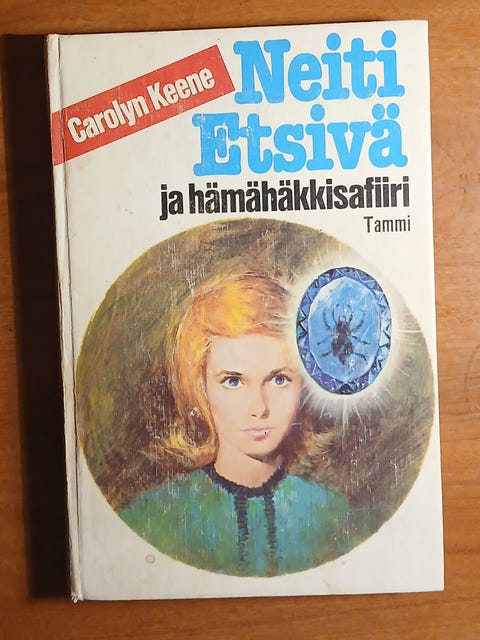 Carolyn Keene
Neiti
Etsivä
ja hämähäkkisafiiri
Tammi